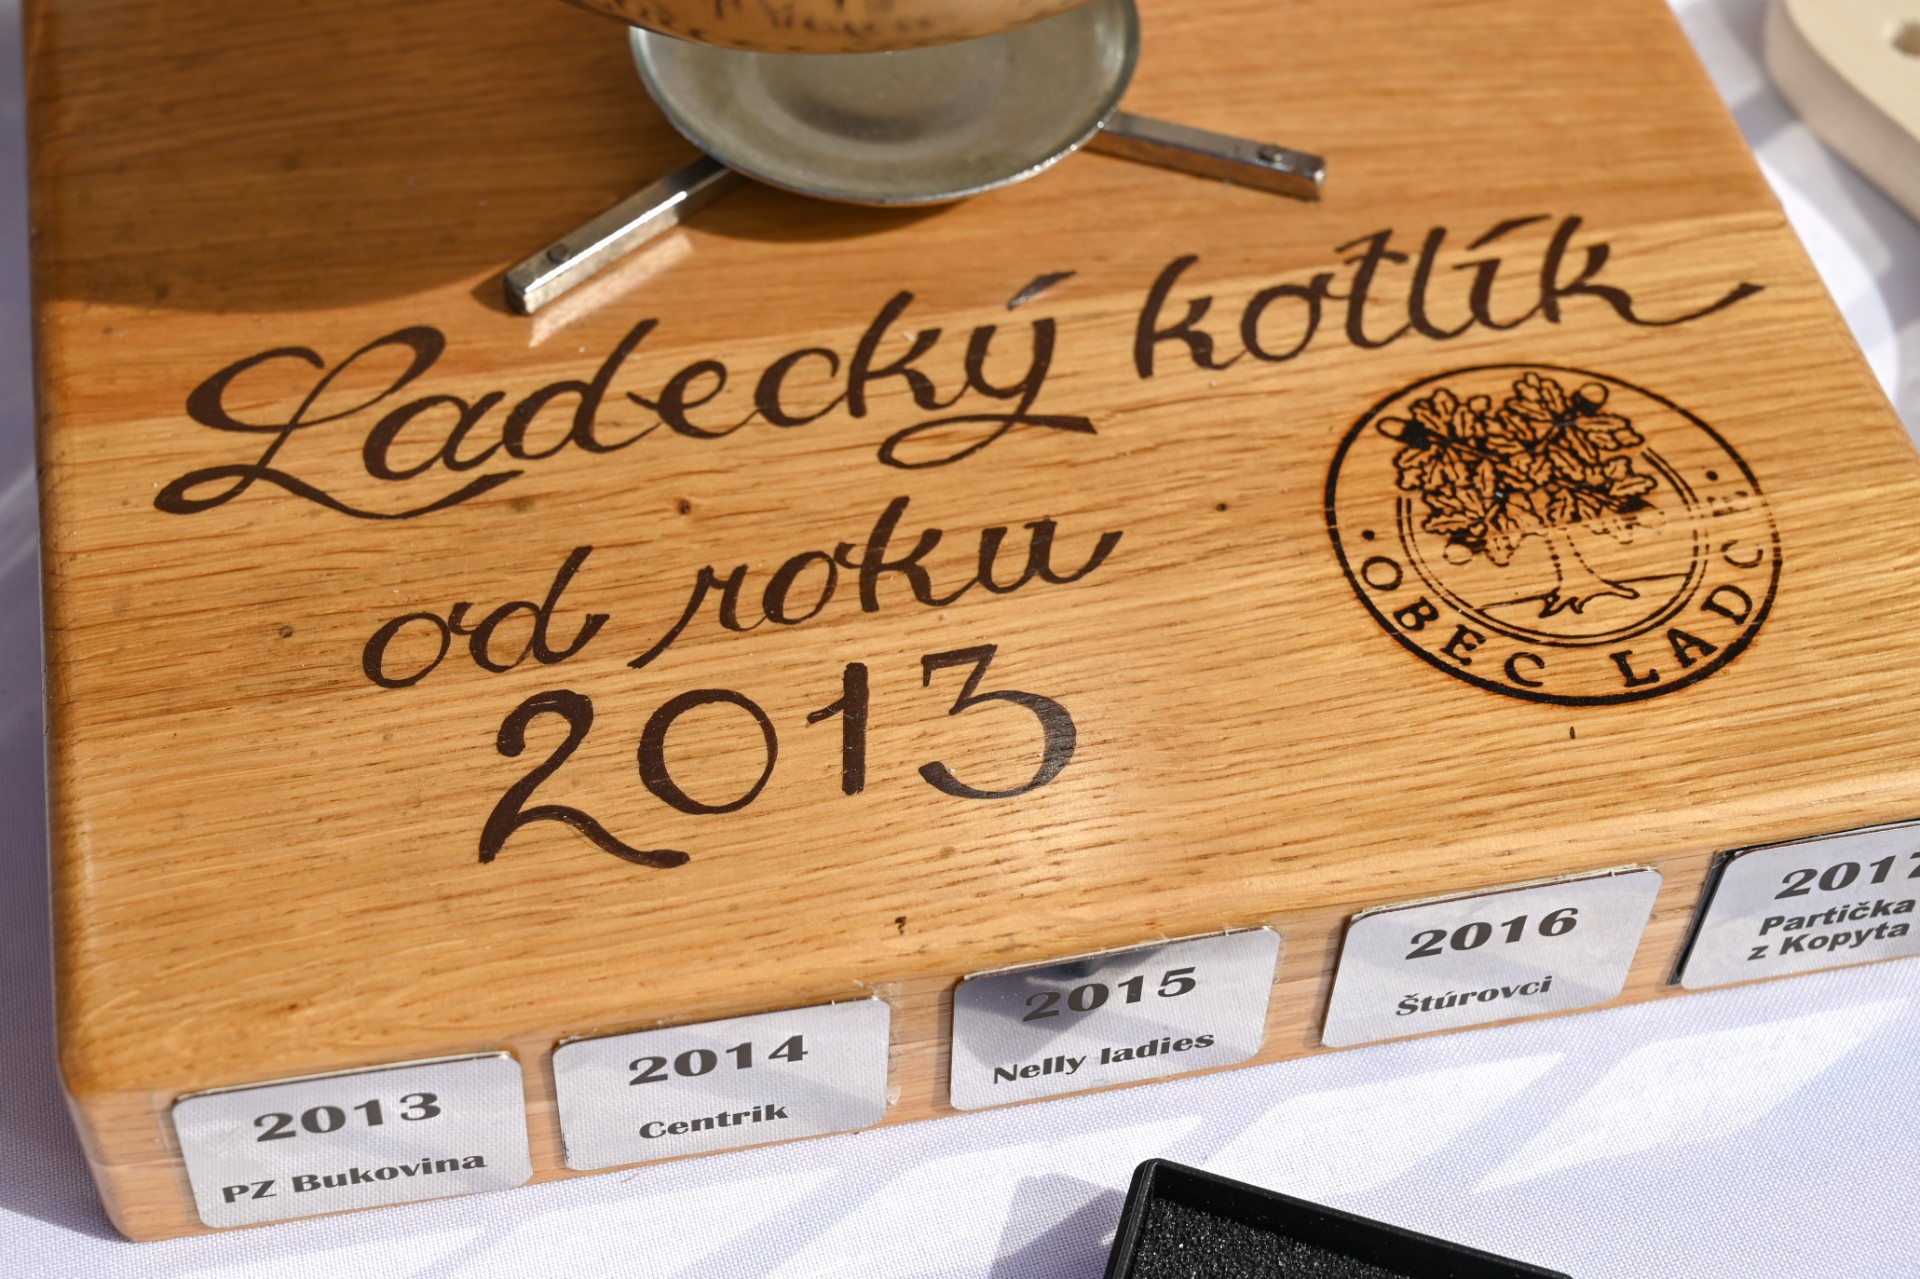 Ladecký kotlík
od roku
2013
• OBEC LADCE •
2013
PZ Bukovina
2014
Centrik
2015
Nelly ladies
2016
Štúrovci
2017
Partička
z Kopyta